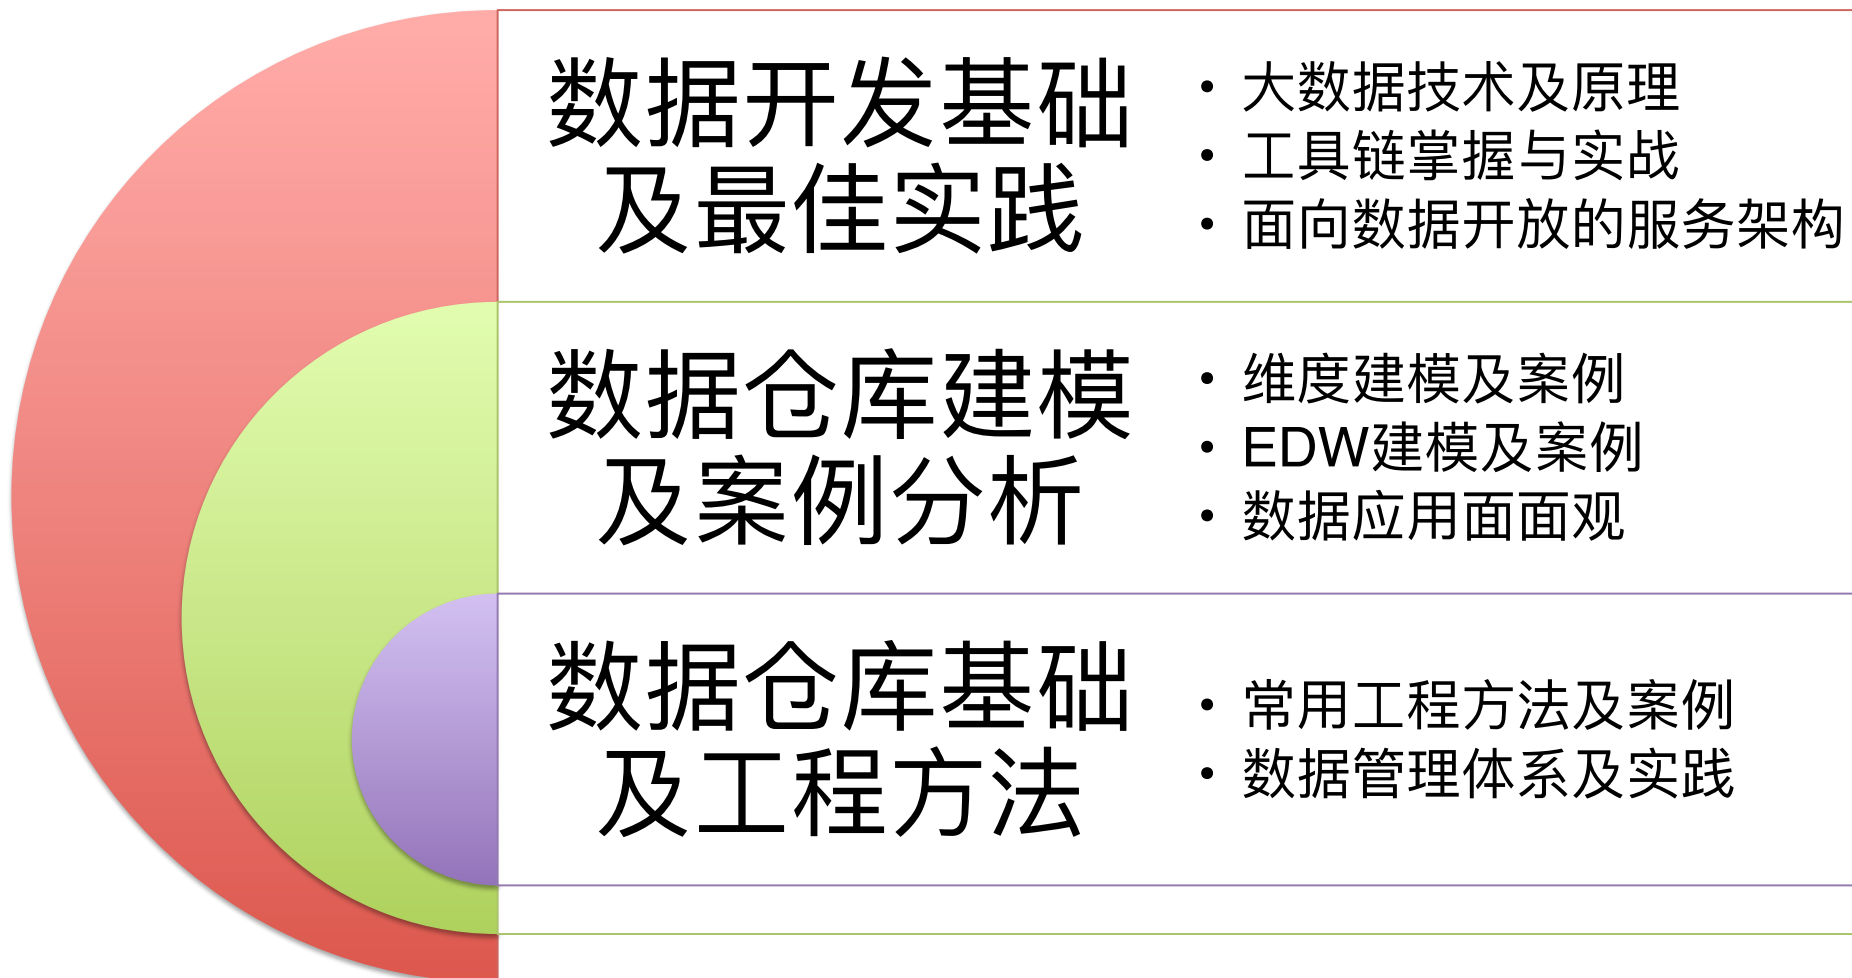 数据开发基础
及最佳实践
• 大数据技术及原理
• 工具链掌握与实战
• 面向数据开放的服务架构
数据仓库建模
及案例分析
• 维度建模及案例
• EDW建模及案例
• 数据应用面面观
数据仓库基础
及工程方法
• 常用工程方法及案例
• 数据管理体系及实践